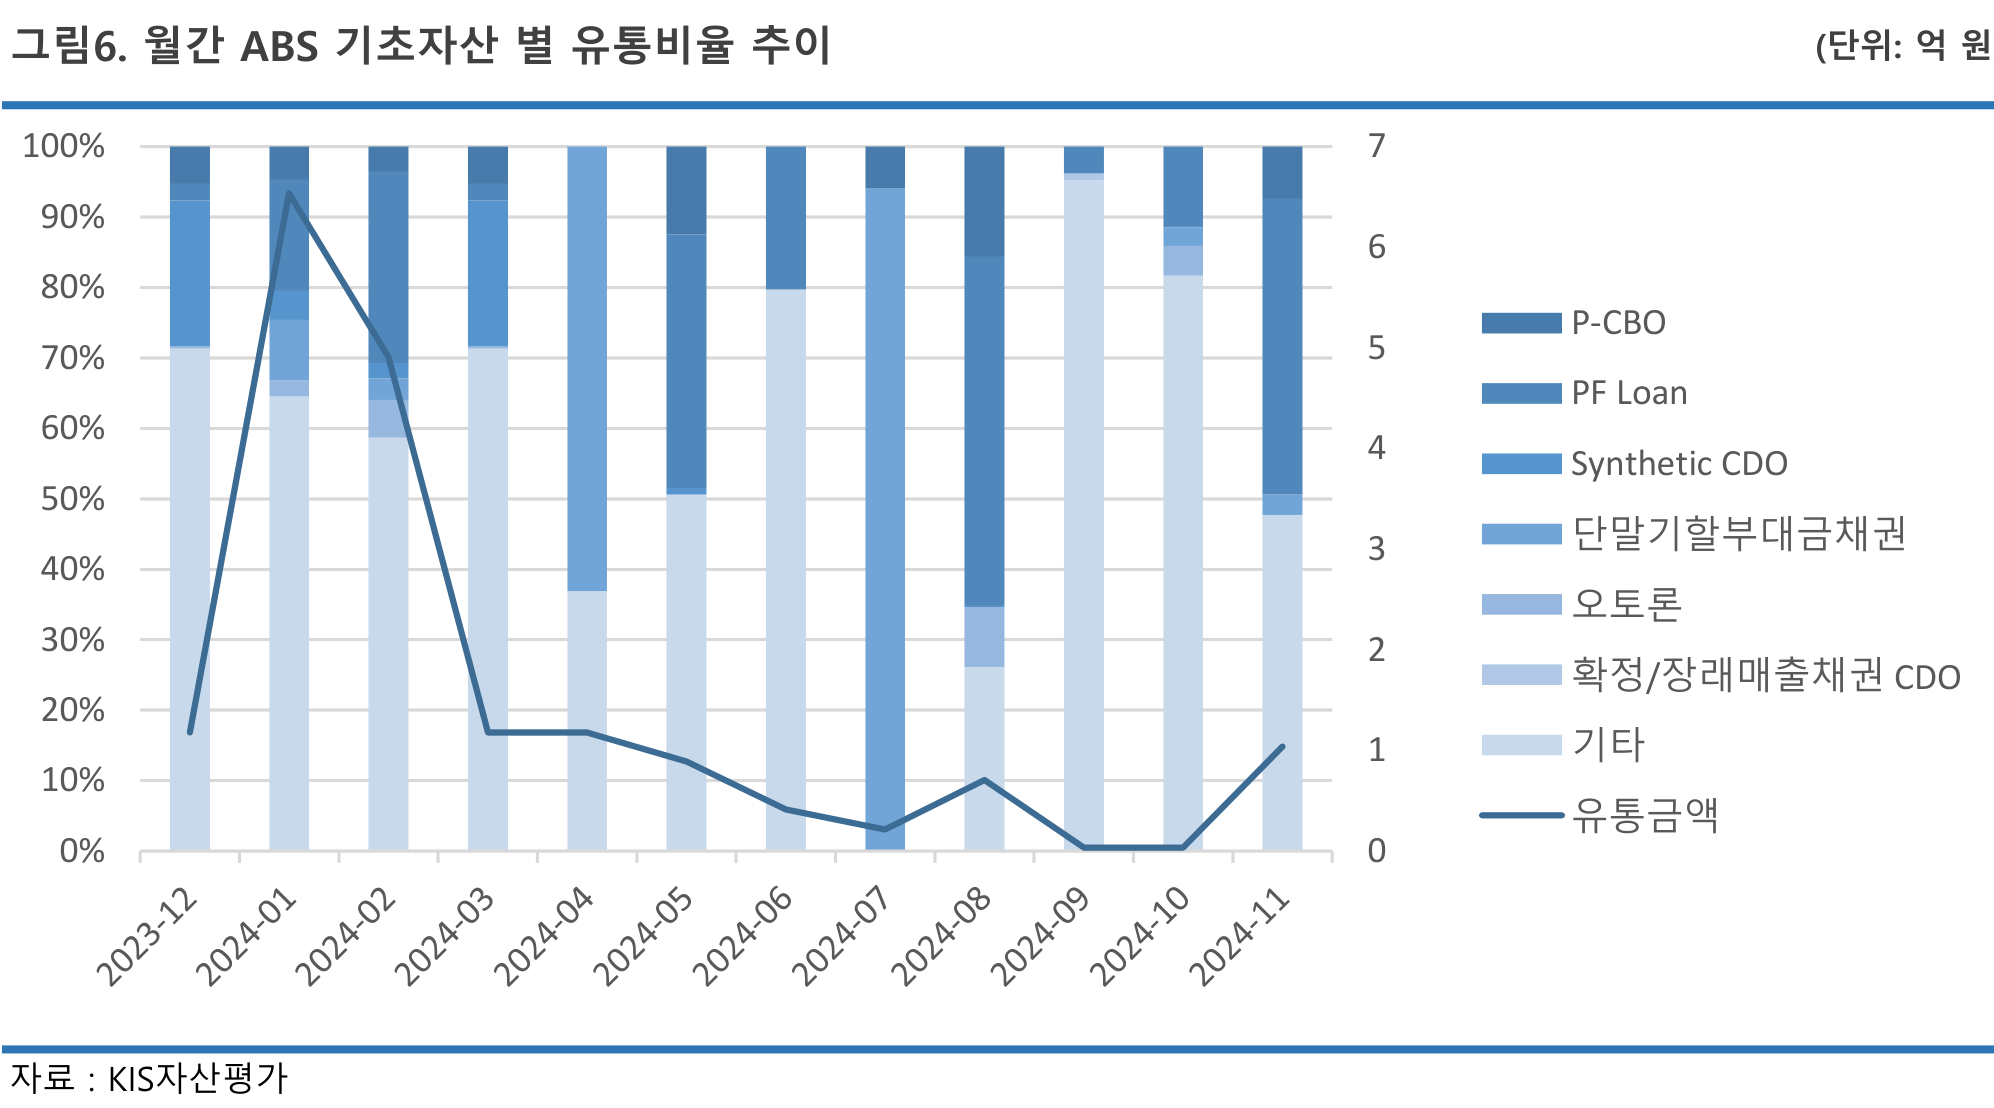 그림6. 월간 ABS 기초자산 별 유통비율 추이
(단위: 억 원
100%
90%
80%
70%
60%
50%
40%
30%
20%
10%
0%
7
6
5
4
3
2
1
0
2023-12
2024-01
2024-02
2024-03
2024-04
2024-05
2024-06
2024-07
2024-08
2024-09
2024-10
2024-11
P-CBO
PF Loan
Synthetic CDO
단말기할부대금채권
오토론
확정/장래매출채권 CDO
기타
유통금액
자료 : KIS자산평가